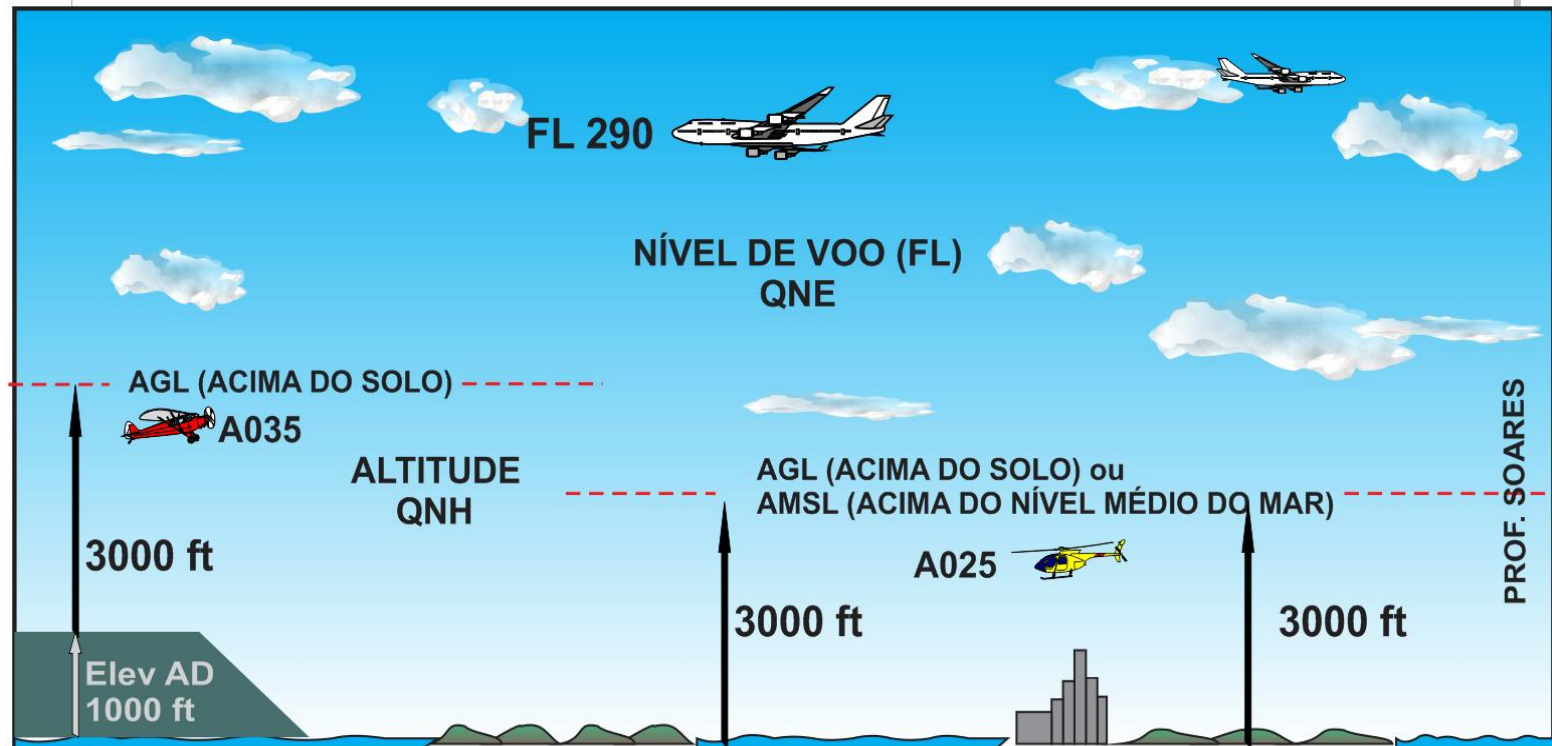 FL 290
NÍVEL DE VOO (FL)
QNE
AGL (ACIMA DO SOLO)
A035
ALTITUDE
QNH
AGL (ACIMA DO SOLO) ou
AMSL (ACIMA DO NÍVEL MÉDIO DO MAR)
A025
3000 ft
3000 ft
3000 ft
Elev AD
1000 ft
PROF. SOARES